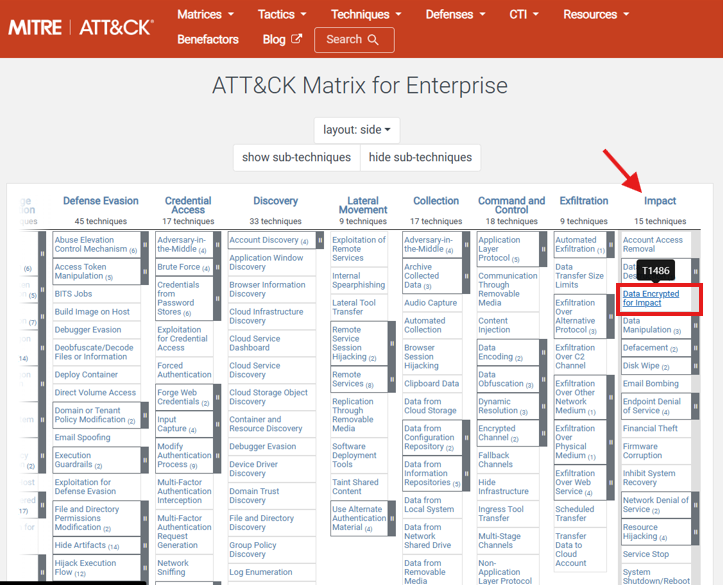 MITRE | ATT&CK®
Matrices
Tactics
Techniques
Defenses
CTI
Resources
Benefactors
Blog
Search
ATT&CK Matrix for Enterprise
layout: side
show sub-techniques
hide sub-techniques
ques
(6)
(5)
(7)
14)
(2)
17)
Defense Evasion
45 techniques
Abuse Elevation
Control Mechanism (6)
Access Token
Manipulation (5)
BITS Jobs
Build Image on Host
Debugger Evasion
Deobfuscate/Decode
Files or Information
Deploy Container
Direct Volume Access
Domain or Tenant
Policy Modification (2)
Email Spoofing
Execution
Guardrails (2)
Exploitation for
Defense Evasion
File and Directory
Permissions
Modification (2)
Hide Artifacts (14)
Hijack Execution
Flow (12)
Credential
Access
17 techniques
Adversary-in-
the-Middle (4)
Brute Force (4)
Credentials
from
Password
Stores (6)
Exploitation
for Credential
Access
Forced
Authentication
Forge Web
Credentials (2)
Input
Capture (4)
Modify
Authentication
Process (9)
Multi-Factor
Authentication
Interception
Multi-Factor
Authentication
Request
Generation
Network
Sniffing
Discovery
33 techniques
Account Discovery (4)
Application Window
Discovery
Browser Information
Discovery
Cloud Infrastructure
Discovery
Cloud Service
Dashboard
Cloud Service
Discovery
Cloud Storage Object
Discovery
Container and
Resource Discovery
Debugger Evasion
Device Driver
Discovery
Domain Trust
Discovery
File and Directory
Discovery
Group Policy
Discovery
Log Enumeration
Lateral
Movement
9 techniques
Exploitation of
Remote
Services
Internal
Spearphishing
Lateral Tool
Transfer
Remote
Service
Session
Hijacking (2)
Remote
Services (8)
Replication
Through
Removable
Media
Software
Deployment
Tools
Taint Shared
Content
Use Alternate
Authentication
Material (4)
Collection
17 techniques
Adversary-in-
the-Middle (4)
Archive
Collected
Data (3)
Audio Capture
Automated
Collection
Browser
Session
Hijacking
Clipboard Data
Data from
Cloud Storage
Data from
Configuration
Repository (2)
Data from
Information
Repositories (5)
Data from
Local System
Data from
Network
Shared Drive
Data from
Removable
Media
Command and
Control
18 techniques
Application
Layer
Protocol (5)
Communication
Through
Removable
Media
Content
Injection
Data
Encoding (2)
Data
Obfuscation (3)
Dynamic
Resolution (3)
Encrypted
Channel (2)
Fallback
Channels
Hide
Infrastructure
Ingress Tool
Transfer
Multi-Stage
Channels
Non-
Application
Layer Protocol
Exfiltration
9 techniques
Automated
Exfiltration (1)
Data
Transfer Size
Limits
Exfiltration
Over
Alternative
Protocol (3)
Exfiltration
Over C2
Channel
Exfiltration
Over Other
Network
Medium (1)
Exfiltration
Over
Physical
Medium (1)
Exfiltration
Over Web
Service (4)
Scheduled
Transfer
Transfer
Data to
Cloud
Account
Impact
15 techniques
Account Access
Removal
T1486
Data Encrypted
for Impact
Data
Manipulation (3)
Defacement (2)
Disk Wipe (2)
Email Bombing
Endpoint Denial
of Service (4)
Financial Theft
Firmware
Corruption
Inhibit System
Recovery
Network Denial of
Service (2)
Resource
Hijacking (4)
Service Stop
System
Shutdown/Reboot